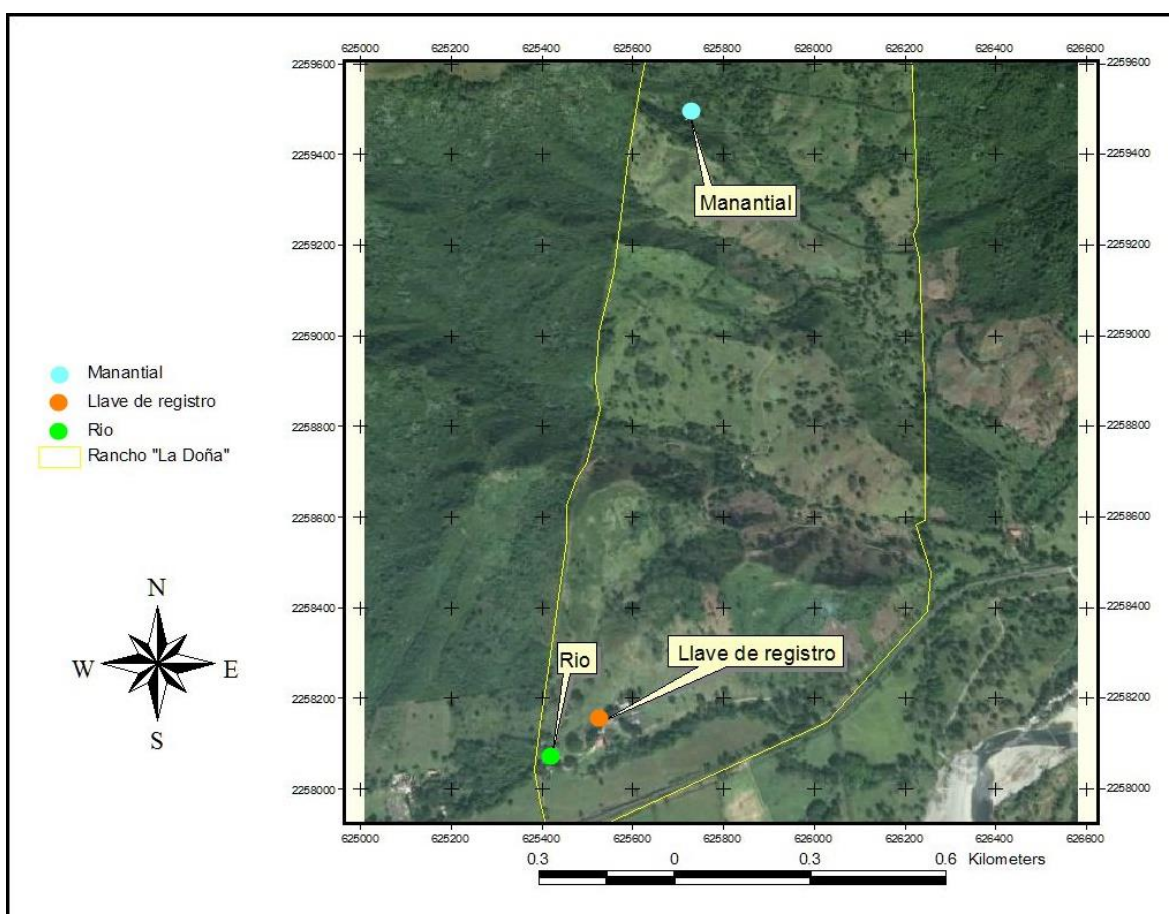 625000 625200 625400 625600 625800 626000 626200 626400 626600
2259600 2259600
2259400 2259400
Manantial
2259200 2259200
2259000 2259000
Manantial
Llave de registro
Rio
Rancho "La Doña"
2258800 2258800
2258600 2258600
2258400 2258400
N
W E
S
Rio
Llave de registro
2258200 2258200
2258000 2258000
625000 625200 625400 625600 625800 626000 626200 626400 626600
0.3 0 0.3 0.6 Kilometers